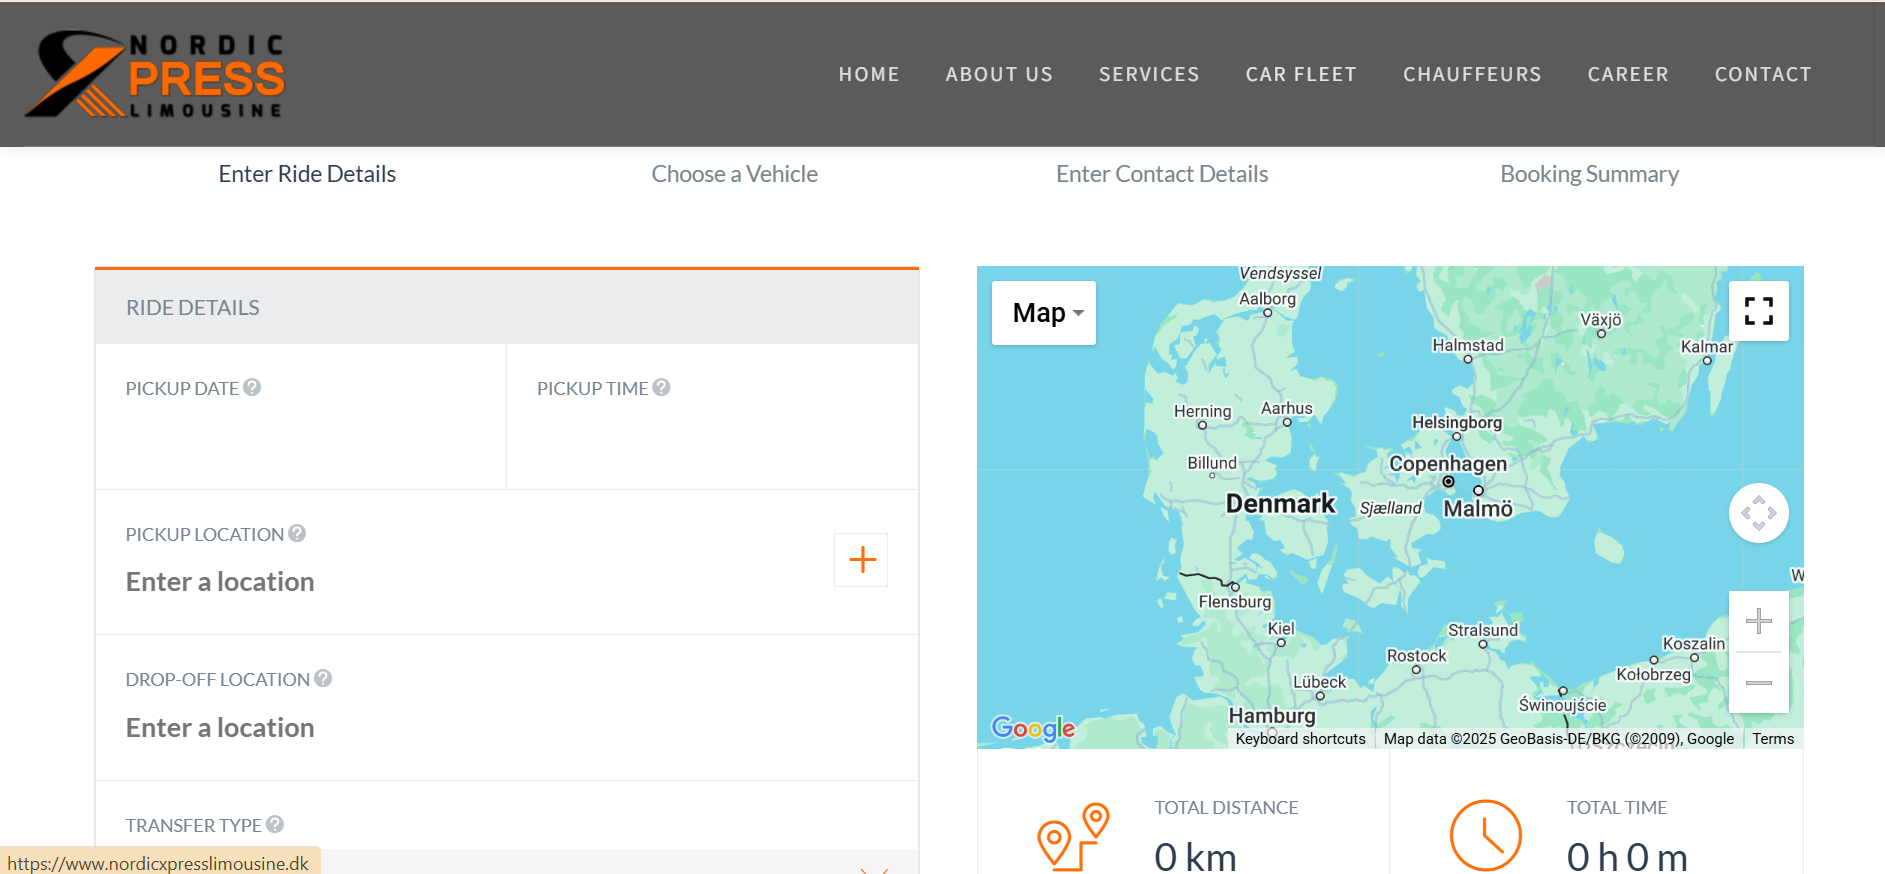 NORDIC
XPRESS
LIMOUSINE
HOME ABOUT US SERVICES CAR FLEET CHAUFFEURS CAREER CONTACT
Enter Ride Details Choose a Vehicle Enter Contact Details Booking Summary
RIDE DETAILS
PICKUP DATE ? PICKUP TIME ?
PICKUP LOCATION ?
Enter a location
+
DROP-OFF LOCATION ?
Enter a location
TRANSFER TYPE ?
Map
Vendsyssel
Aalborg
Växjö
Halmstad
Kalmar
Herning
Aarhus
Helsingborg
Billund
Copenhagen
Denmark
Sjælland
Malmö
W
Flensburg
Kiel
Stralsund
Koszalin
Rostock
Kołobrzeg
Lübeck
Świnoujście
Hamburg
Google
Keyboard shortcuts Map data ©2025 GeoBasis-DE/BKG (©2009), Google Terms
TOTAL DISTANCE
0 km
TOTAL TIME
0 h 0 m
https://www.nordicxpresslimousine.dk